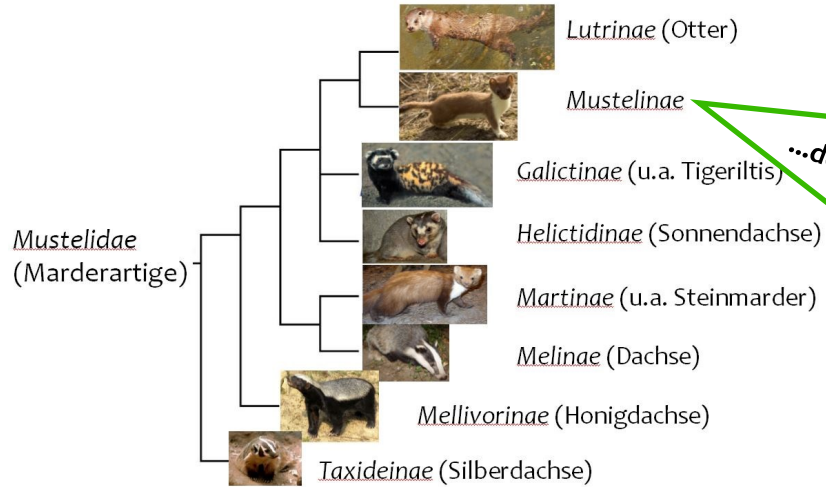 Lutrinae (Otter)
Mustelinae
...d
Galictinae (u.a. Tigeriltis)
Mustelidae
(Marderartige)
Helictidinae (Sonnendachse)
Martinae (u.a. Steinmarder)
Melinae (Dachse)
Mellivorinae (Honigdachse)
Taxideinae (Silberdachse)